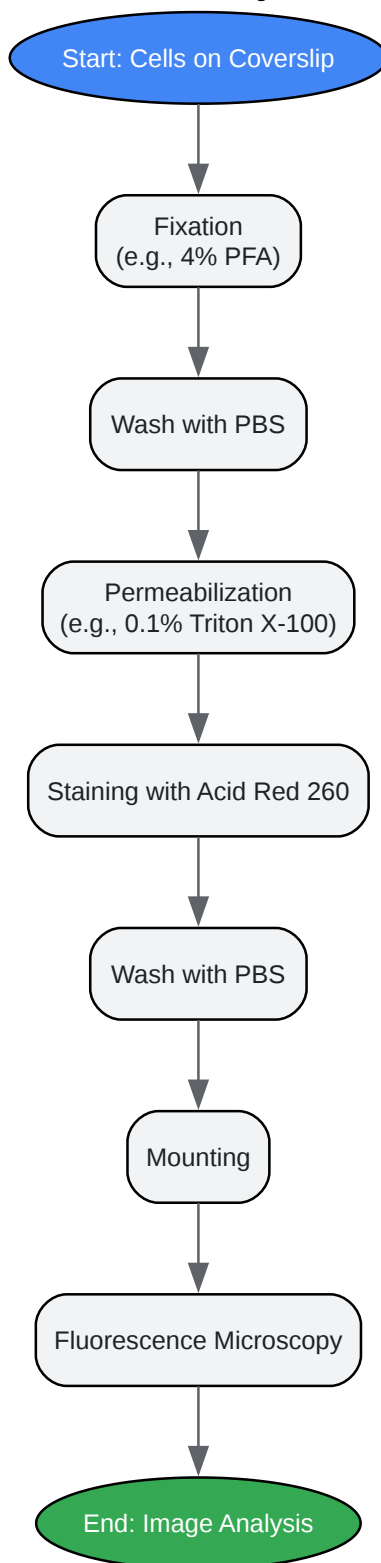 Start: Cells on Coverslip
Fixation
(e.g., 4% PFA)
Wash with PBS
Permeabilization
(e.g., 0.1% Triton X-100)
Staining with Acid Red 260
Wash with PBS
Mounting
Fluorescence Microscopy
End: Image Analysis